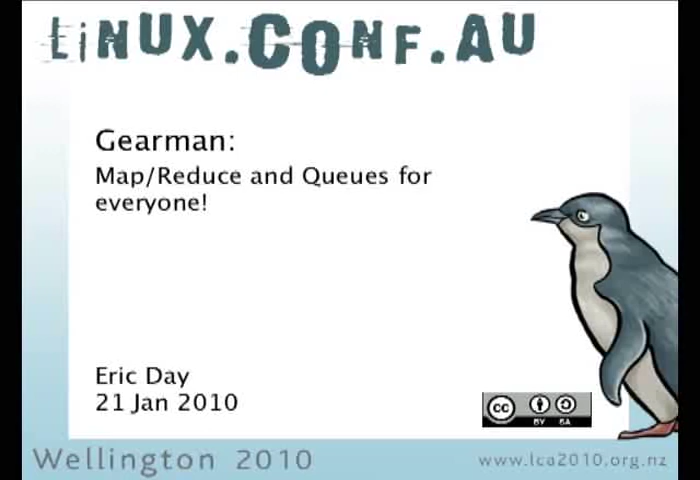 LINUX.CONF.AU
Gearman:
Map/Reduce and Queues for
everyone!
Eric Day
21 Jan 2010
cc
BY SA
Wellington 2010
www.lca2010.org.nz